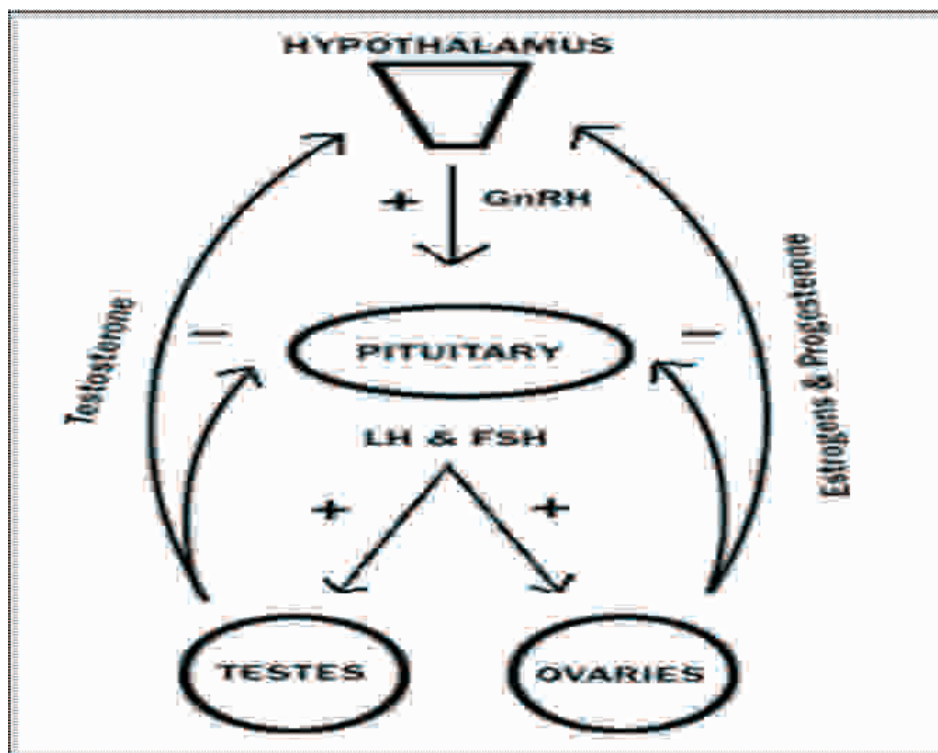 HYPOTHALAMUS
+
GnRH
Testosterone
−
PITUITARY
−
Estrogens & Progesterone
LH & FSH
+
+
TESTES
OVARIES